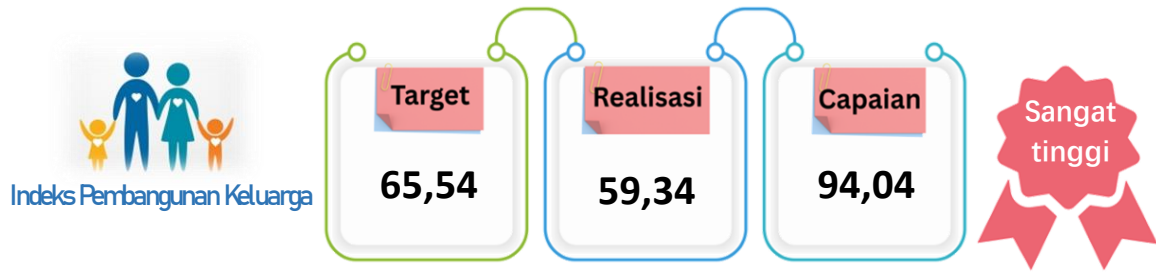 Indeks Pembangunan Keluarga
Target
65,54
Realisasi
59,34
Capaian
94,04
Sangat
tinggi